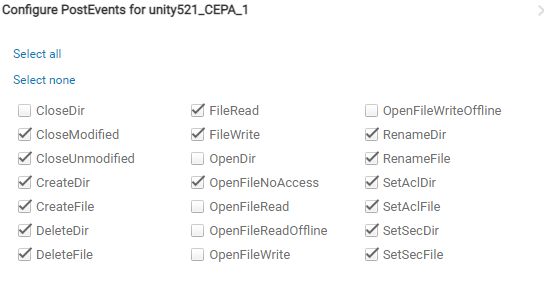 Configure PostEvents for unity521_CEPA_1
Select all
Select none
CloseDir
CloseModified
CloseUnmodified
CreateDir
CreateFile
DeleteDir
DeleteFile
FileRead
FileWrite
OpenDir
OpenFileNoAccess
OpenFileRead
OpenFileReadOffline
OpenFileWrite
OpenFileWriteOffline
RenameDir
RenameFile
SetAclDir
SetAclFile
SetSecDir
SetSecFile